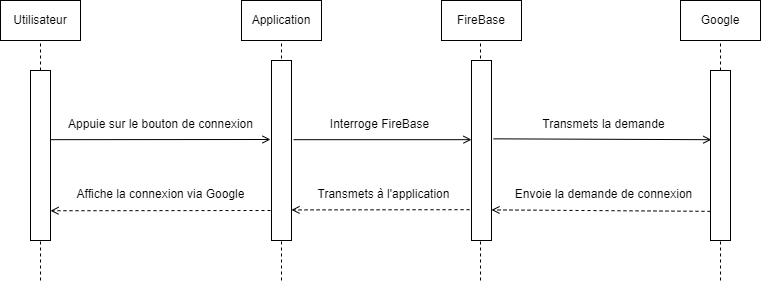 Utilisateur
Application
FireBase
Google
Appuie sur le bouton de connexion
Interroge FireBase
Transmets la demande
Affiche la connexion via Google
Transmets à l'application
Envoie la demande de connexion